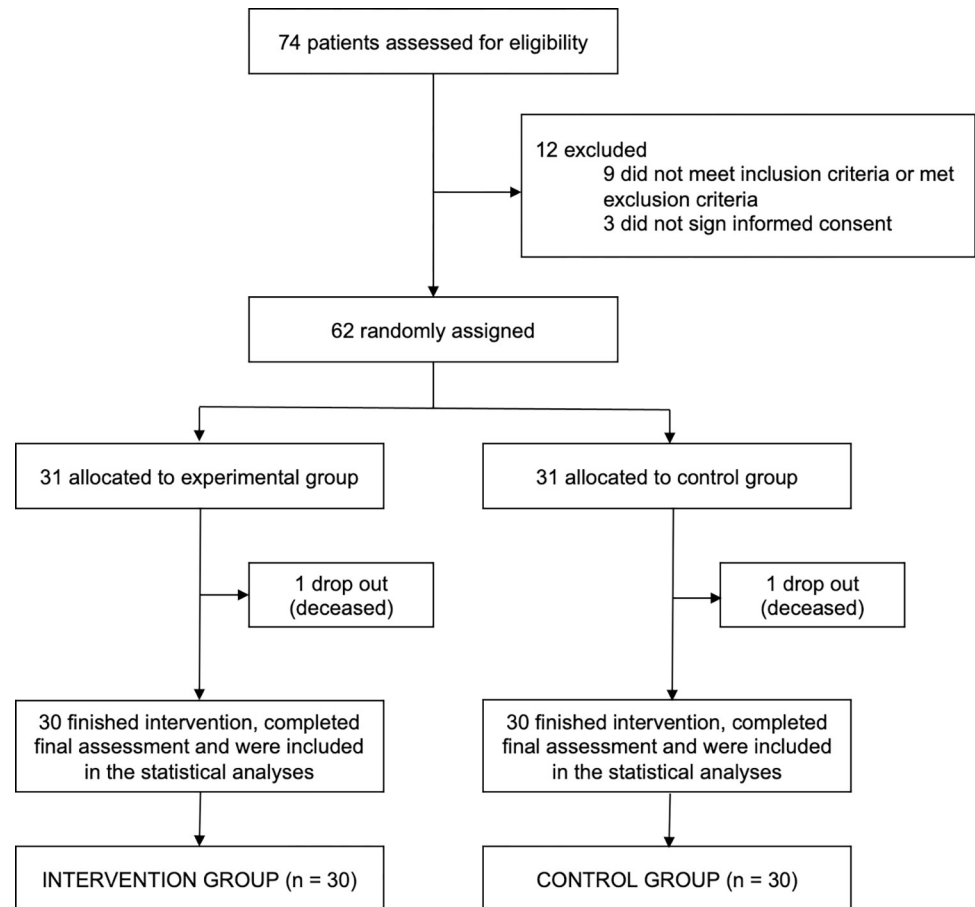 74 patients assessed for eligibility
12 excluded
9 did not meet inclusion criteria or met
exclusion criteria
3 did not sign informed consent
62 randomly assigned
31 allocated to experimental group
31 allocated to control group
1 drop out
(deceased)
1 drop out
(deceased)
30 finished intervention, completed
final assessment and were included
in the statistical analyses
30 finished intervention, completed
final assessment and were included
in the statistical analyses
INTERVENTION GROUP (n = 30)
CONTROL GROUP (n = 30)